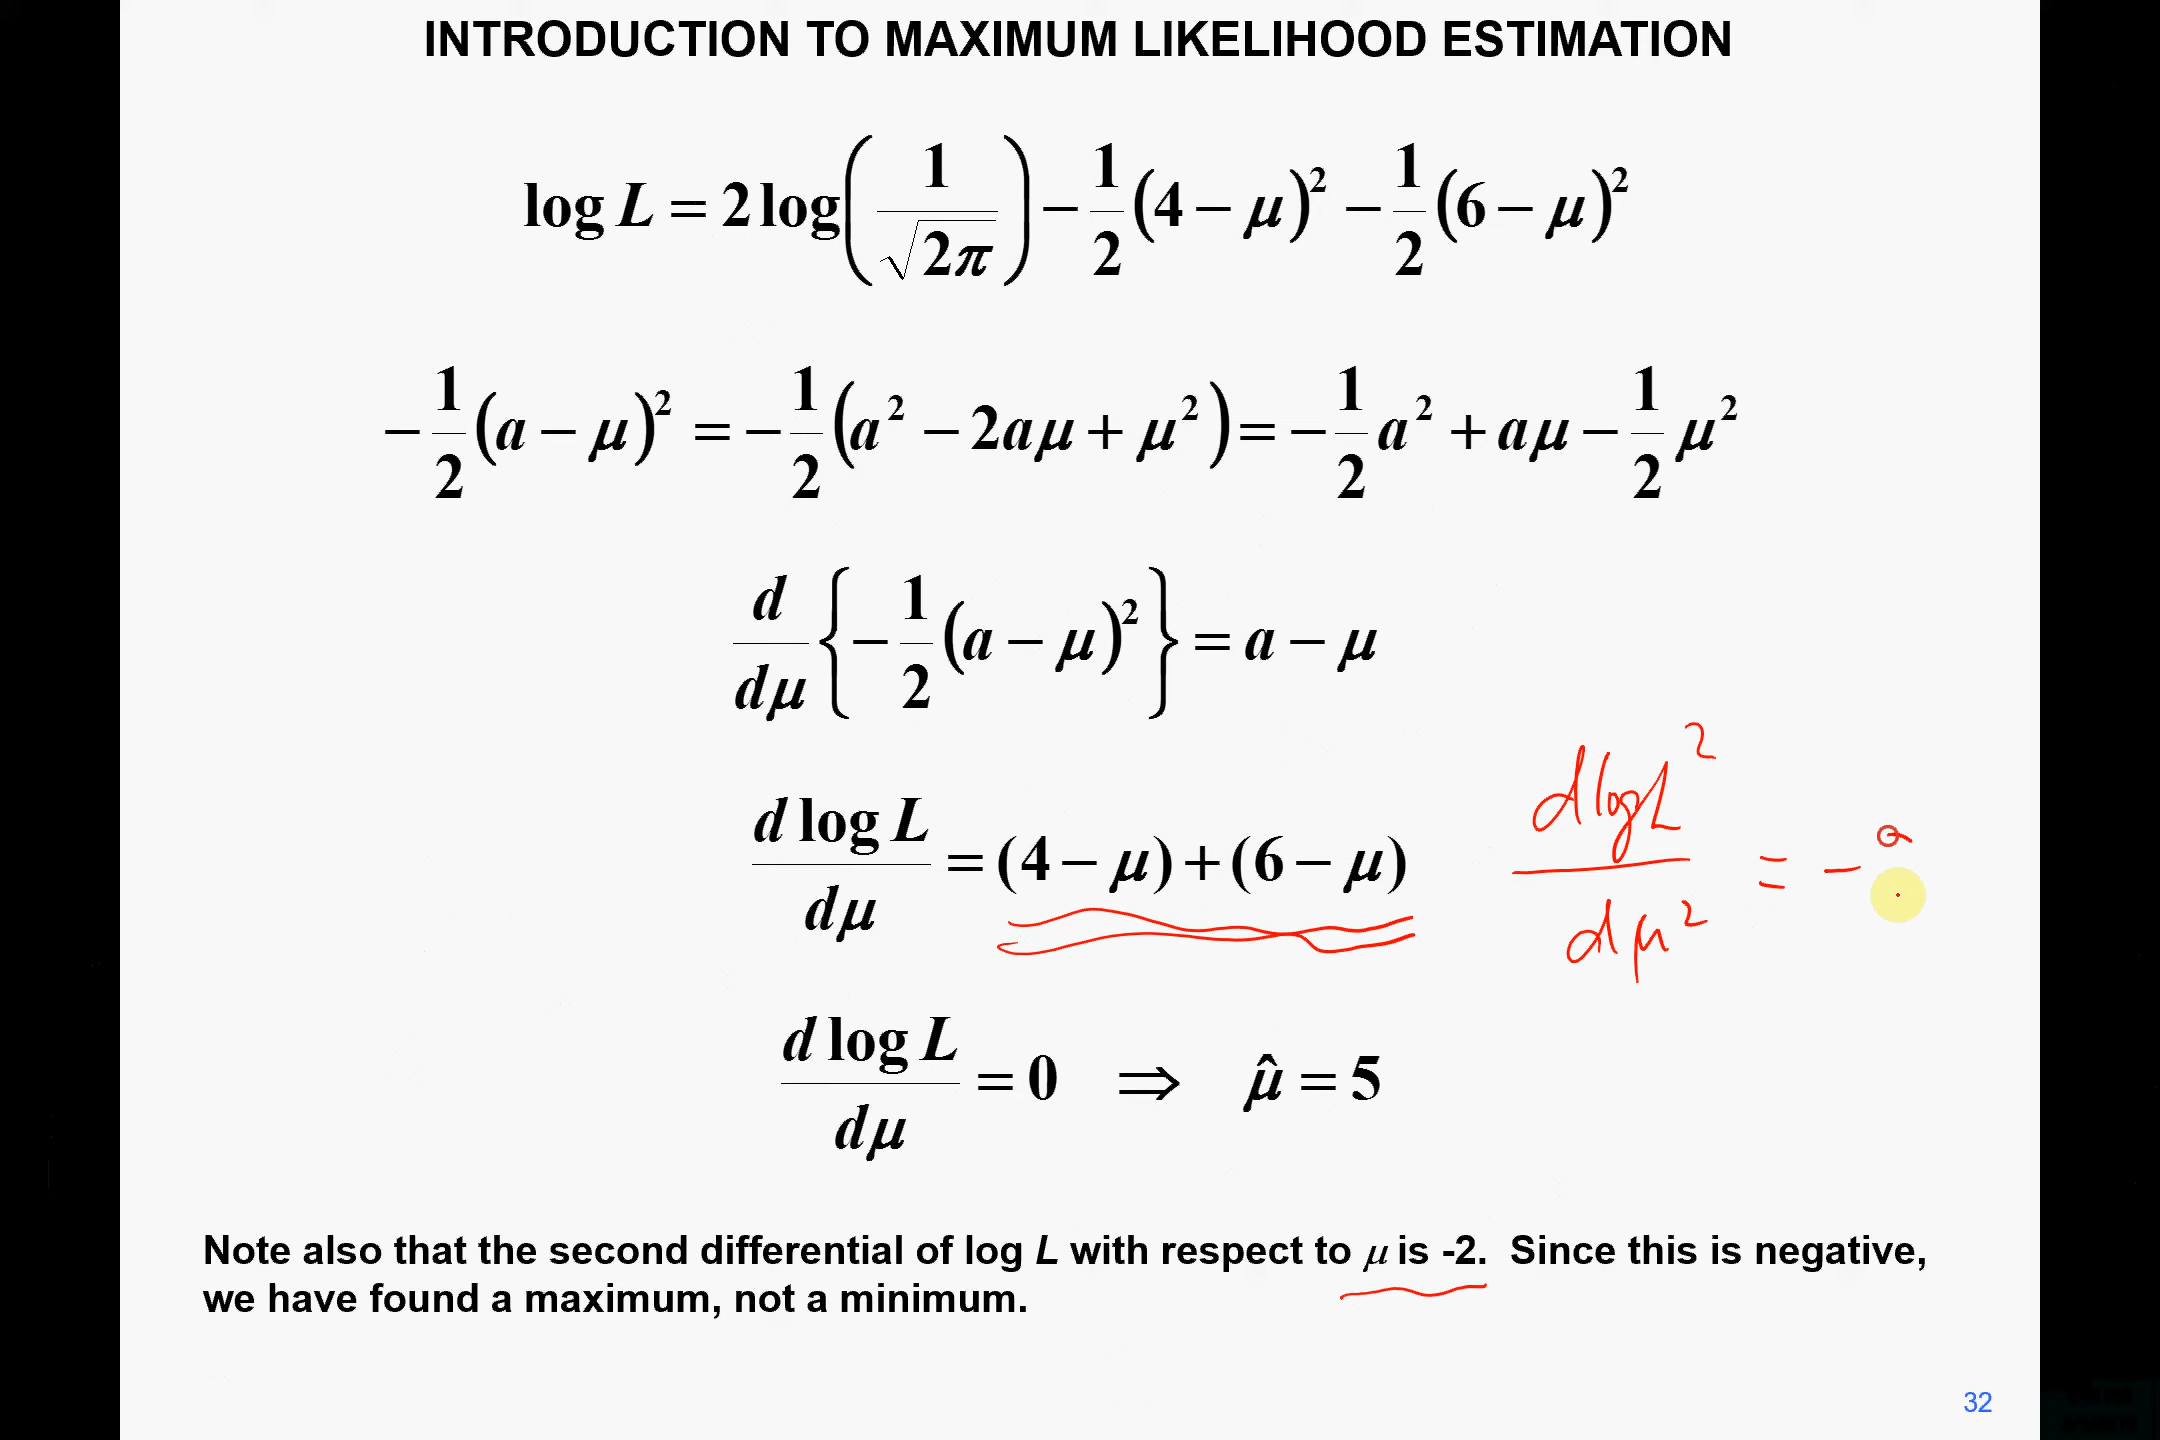 INTRODUCTION TO MAXIMUM LIKELIHOOD ESTIMATION
log L = 2 log(1/√2π) − 1/2 (4 − μ)² − 1/2 (6 − μ)²
−1/2 (a − μ)² = −1/2 (a² − 2aμ + μ²) = −1/2 a² + aμ − 1/2 μ²
d/dμ {−1/2 (a − μ)²} = a − μ
d log L/dμ = (4 − μ) + (6 − μ)
d log L²/dμ² = −
d log L/dμ = 0 ⇒ μ̂ = 5
Note also that the second differential of log L with respect to μ is -2. Since this is negative,
we have found a maximum, not a minimum.
32